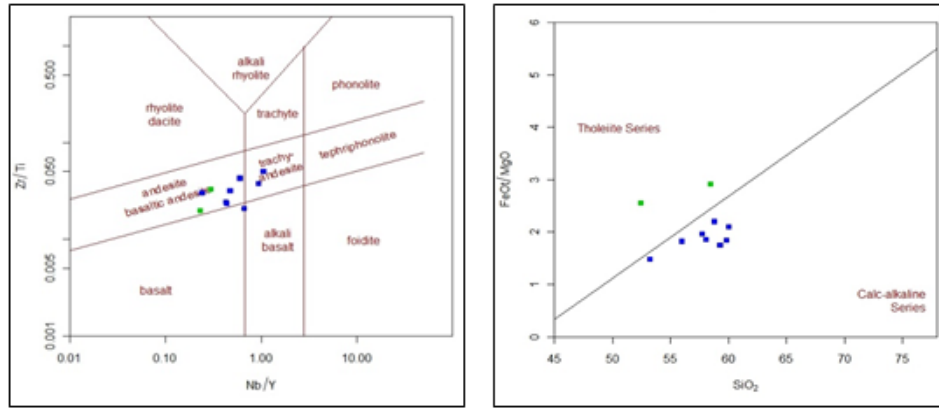 alkali
rhyolite
phonolite
rhyolite
dacite
trachyte
tephriphonolite
trachy-
andesite
andesite
basaltic andesite
alkali
basalt
foidite
basalt
Zr/Ti
0.500
0.050
0.005
0.001
0.01
0.10
1.00
10.00
Nb/Y
Tholeiite Series
Calc-alkaline
Series
FeOt/MgO
6
5
4
3
2
1
0
45
50
55
60
65
70
75
SiO₂